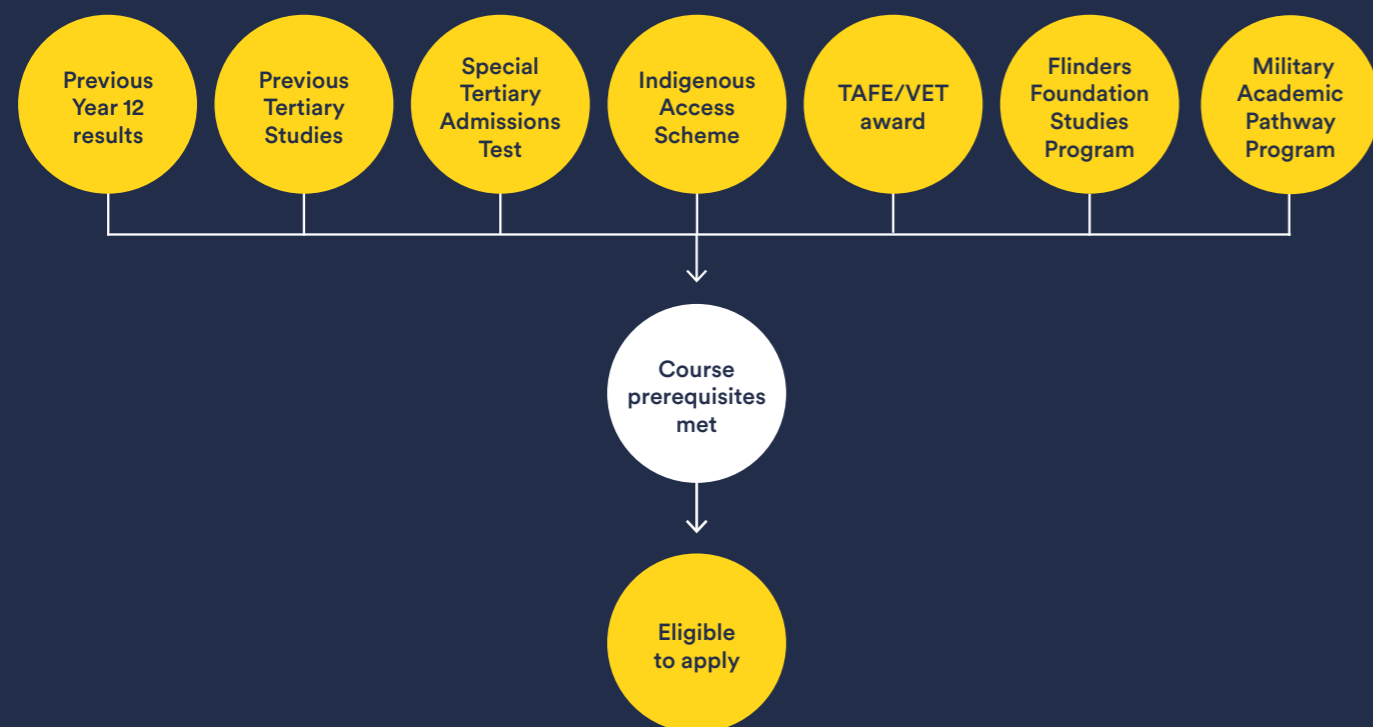 Previous
Year 12
results
Previous
Tertiary
Studies
Special
Tertiary
Admissions
Test
Indigenous
Access
Scheme
TAFE/VET
award
Flinders
Foundation
Studies
Program
Military
Academic
Pathway
Program
Course
prerequisites
met
Eligible
to apply